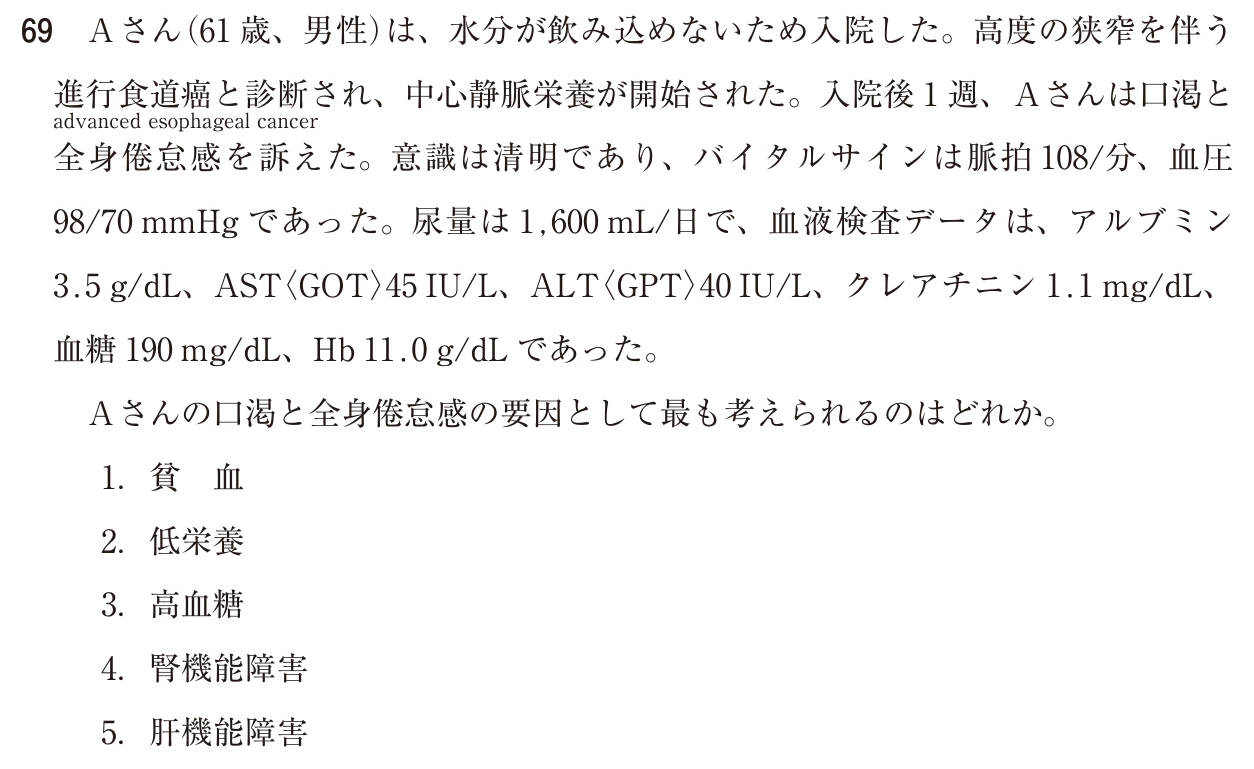 69 Aさん(61歳、男性)は、水分が飲み込めないため入院した。高度の狭窄を伴う
進行食道癌と診断され、中心静脈栄養が開始された。入院後1週、Aさんは口渇と
advanced esophageal cancer
全身倦怠感を訴えた。意識は清明であり、バイタルサインは脈拍108/分、血圧
98/70 mmHgであった。尿量は1,600 mL/日で、血液検査データは、アルブミン
3.5 g/dL、AST〈GOT〉45 IU/L、ALT〈GPT〉40 IU/L、クレアチニン1.1 mg/dL、
血糖190 mg/dL、Hb 11.0 g/dLであった。
Aさんの口渇と全身倦怠感の要因として最も考えられるのはどれか。
1. 貧 血
2. 低栄養
3. 高血糖
4. 腎機能障害
5. 肝機能障害